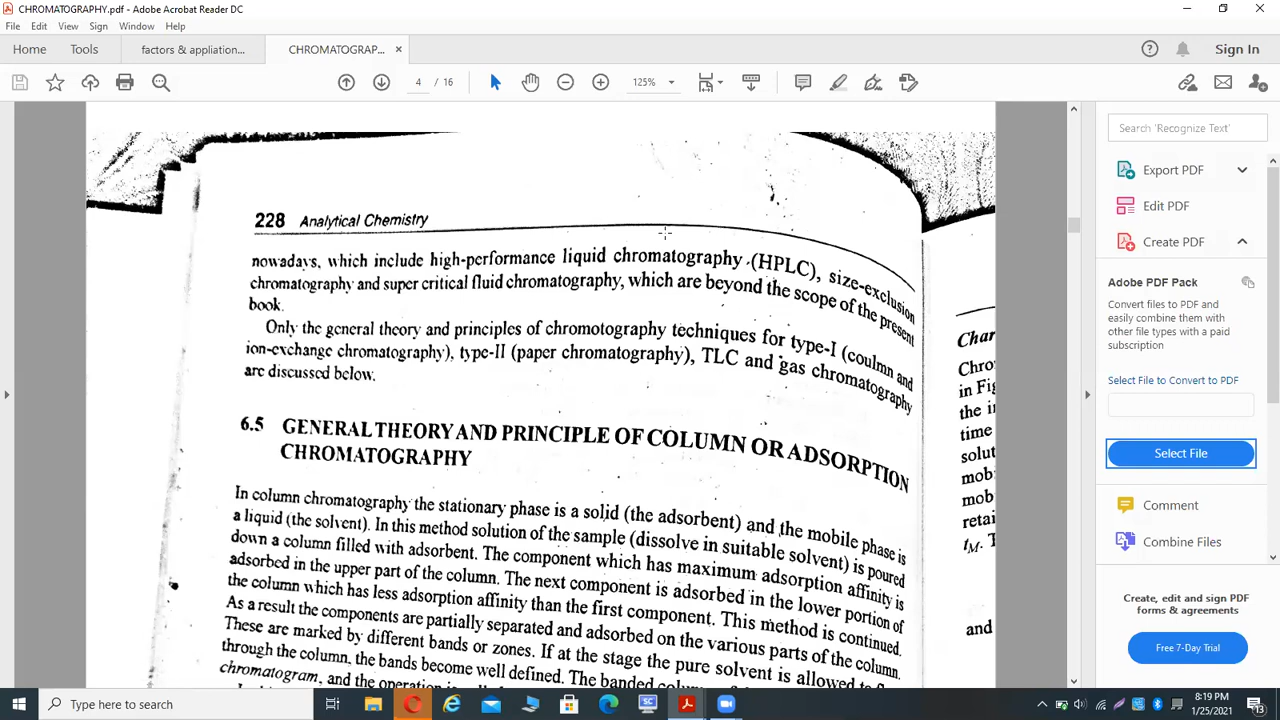 CHROMATOGRAPHY.pdf - Adobe Acrobat Reader DC
File Edit View Sign Window Help
Home Tools factors & appliation... CHROMATOGRAP... × Sign In
4 / 16 125%
Search 'Recognize Text'
Export PDF
Edit PDF
Create PDF
Adobe PDF Pack
Convert files to PDF and
easily combine them
with other file types with a paid
subscription
Select File to Convert to PDF
Select File
Comment
Combine Files
Create, edit and sign PDF
forms & agreements
Free 7-Day Trial
228 Analytical Chemistry
nowadays, which include high-performance liquid chromatography (HPLC), size-exclusion
chromatography and super critical fluid chromatography, which are beyond the scope of the present
book.
Only the general theory and principles of chromotography techniques for type-I (coulmn and
ion-exchange chromatography), type-II (paper chromatography), TLC and gas chromatography
are discussed below.
6.5 GENERAL THEORY AND PRINCIPLE OF COLUMN OR ADSORPTION
CHROMATOGRAPHY
In column chromatography the stationary phase is a solid (the adsorbent) and the mobile phase is
a liquid (the solvent). In this method solution of the sample (dissolve in suitable solvent) is poured
down a column filled with adsorbent. The component which has maximum adsorption affinity is
adsorbed in the upper part of the column. The next component is adsorbed in the lower portion of
the column which has less adsorption affinity than the first component. This method is continued.
As a result the components are partially separated and adsorbed on the various parts of the column.
These are marked by different bands or zones. If at the stage the pure solvent is allowed to
through the column, the bands become well defined. The banded
chromatogram, and the operation is
Char
Chro
in Fig
the i
time
solut
mobi
mob
retai
tM. T
and
Type here to search
8:19 PM
1/25/2021